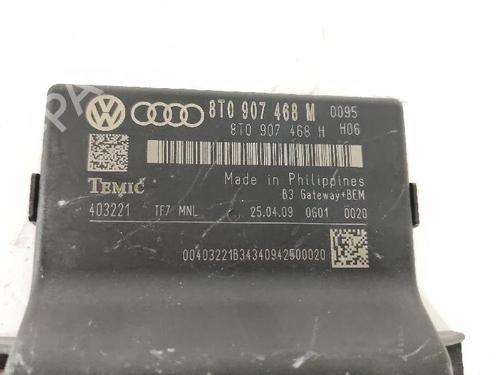 8T0 907 468 M 0095
8T0 907 468 H H06
TEMIC
Made in Philippines
B3 Gateway+BEM
403221 TF7 MNL 25.04.09 0G01 0020
00403221B34340942500020